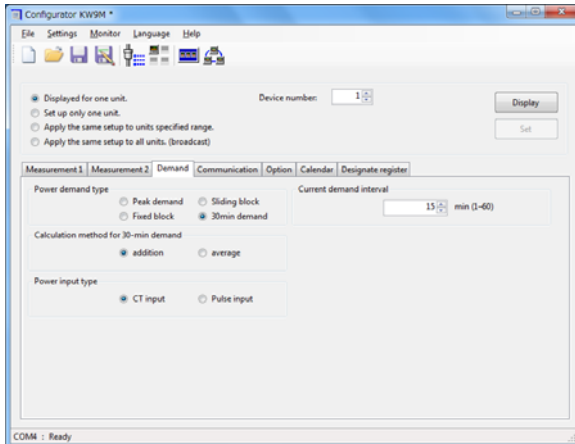 Configurator KW9M *
File Settings Monitor Language Help
Displayed for one unit.
Device number: 1
Display
Set up only one unit.
Apply the same setup to units specified range.
Set
Apply the same setup to all units. (broadcast)
Measurement 1 Measurement 2 Demand Communication Option Calendar Designate register
Power demand type
Current demand interval
Peak demand Sliding block
15 min (1-60)
Fixed block 30min demand
Calculation method for 30-min demand
addition average
Power input type
CT input Pulse input
COM4 : Ready